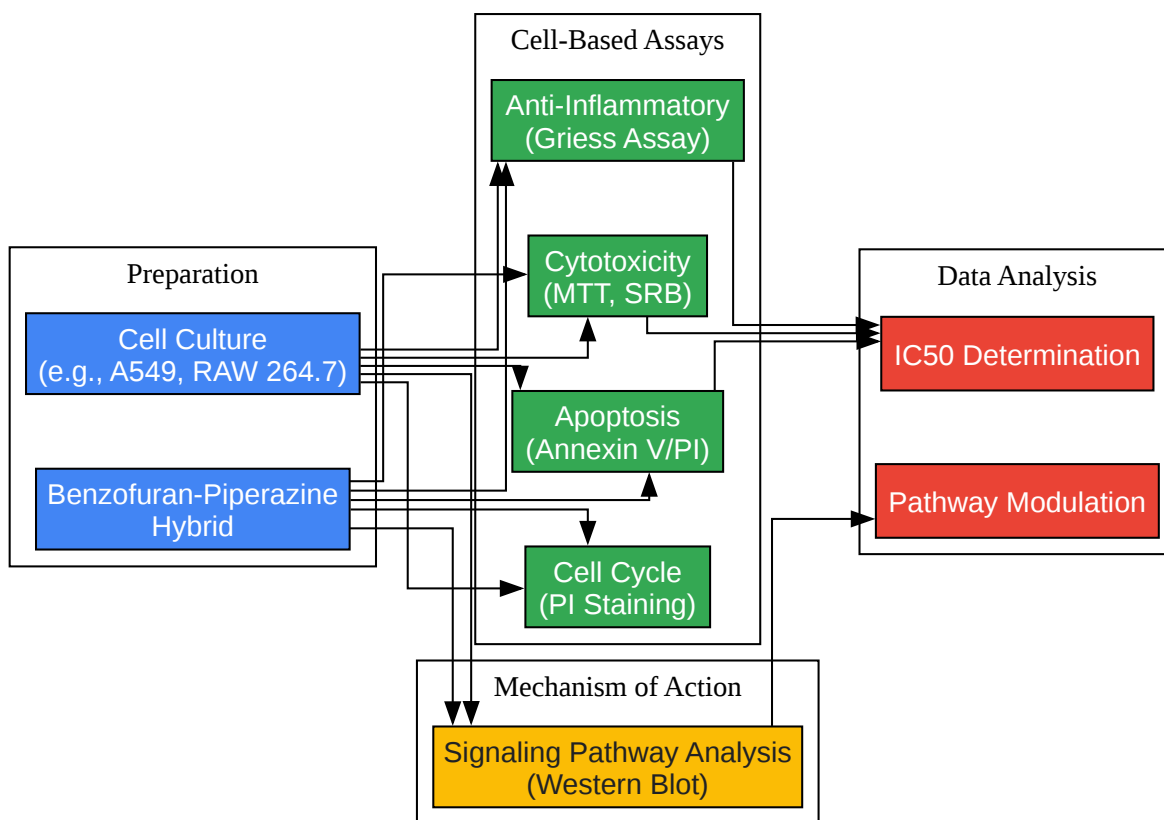 Cell-Based Assays
Anti-Inflammatory
(Griess Assay)
Cytotoxicity
(MTT, SRB)
Apoptosis
(Annexin V/PI)
Cell Cycle
(PI Staining)
Preparation
Cell Culture
(e.g., A549, RAW 264.7)
Benzofuran-Piperazine
Hybrid
Data Analysis
IC50 Determination
Pathway Modulation
Mechanism of Action
Signaling Pathway Analysis
(Western Blot)